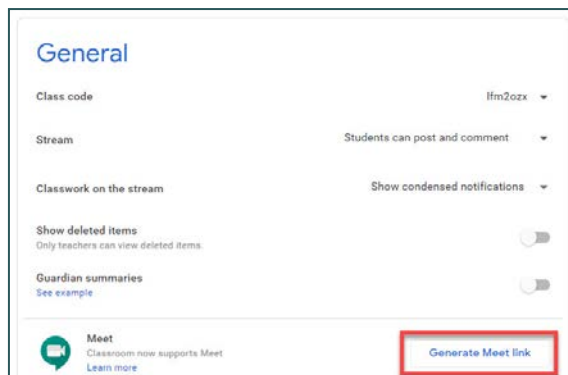 General
Class code lfm2ozx
Stream Students can post and comment
Classwork on the stream Show condensed notifications
Show deleted items
Only teachers can view deleted items.
Guardian summaries
See example
Meet
Classroom now supports Meet
Learn more
Generate Meet link